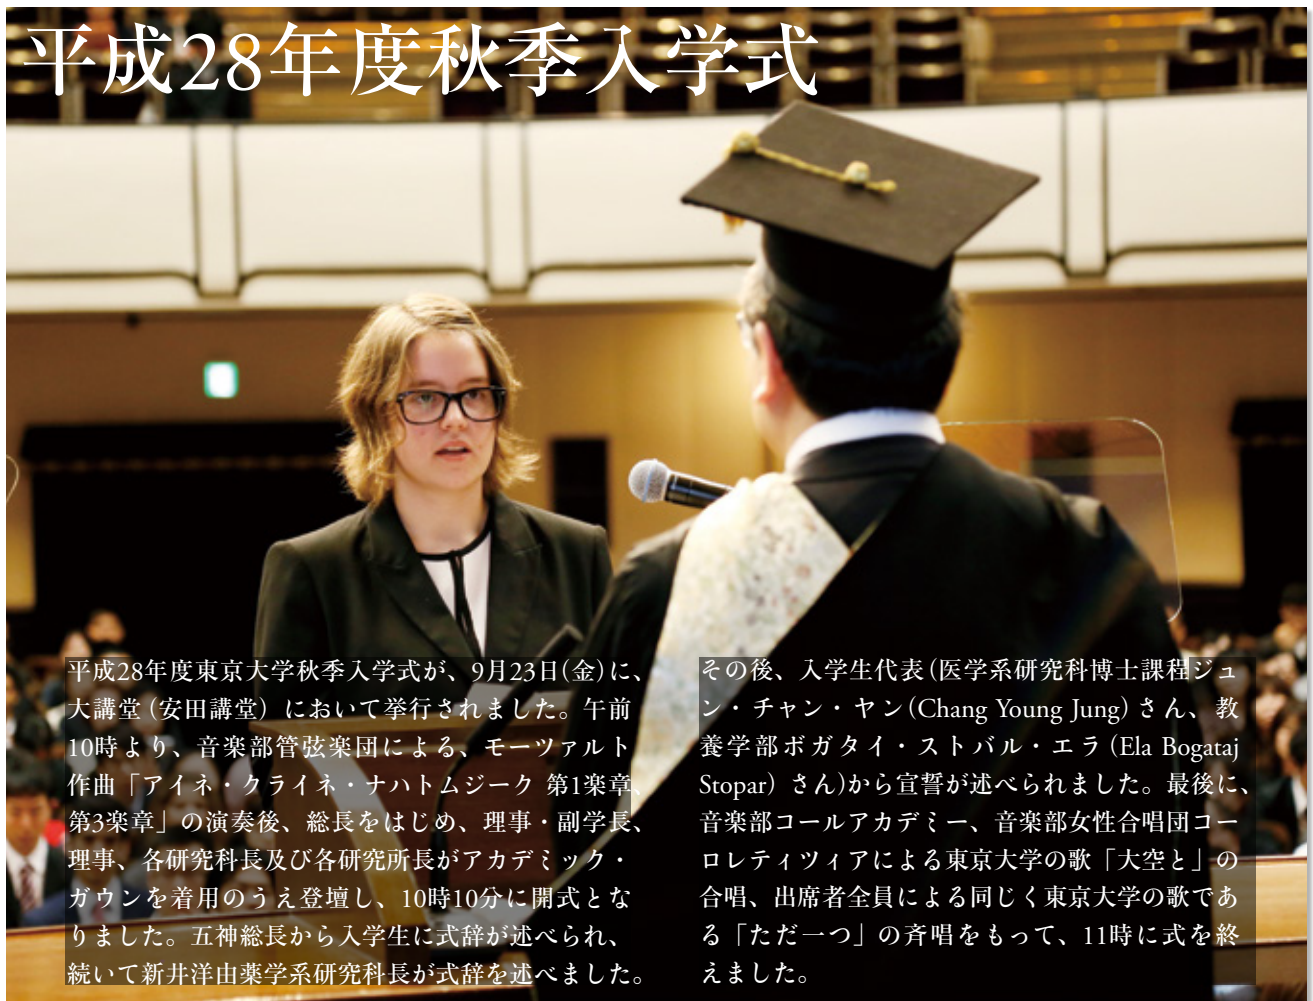 平成28年度秋季入学式
平成28年度東京大学秋季入学式が、9月23日(金)に、
大講堂(安田講堂）において挙行されました。午前
10時より、音楽部管弦楽団による、モーツァルト
作曲「アイネ・クライネ・ナハトムジーク 第1楽章、
第3楽章」の演奏後、総長をはじめ、理事・副学長、
理事、各研究科長及び各研究所長がアカデミック・
ガウンを着用のうえ登壇し、10時10分に開式とな
りました。五神総長から入学生に式辞が述べられ、
続いて新井洋由薬学系研究科長が式辞を述べました。
その後、入学生代表(医学系研究科博士課程ジュ
ン・チャン・ヤン(Chang Young Jung)さん、教
養学部ボガタイ・ストバル・エラ(Ela Bogataj
Stopar）さん)から宣誓が述べられました。最後に、
音楽部コールアカデミー、音楽部女性合唱団コー
ロレティツィアによる東京大学の歌「大空と」の
合唱、出席者全員による同じく東京大学の歌であ
る「ただ一つ」の斉唱をもって、11時に式を終
えました。